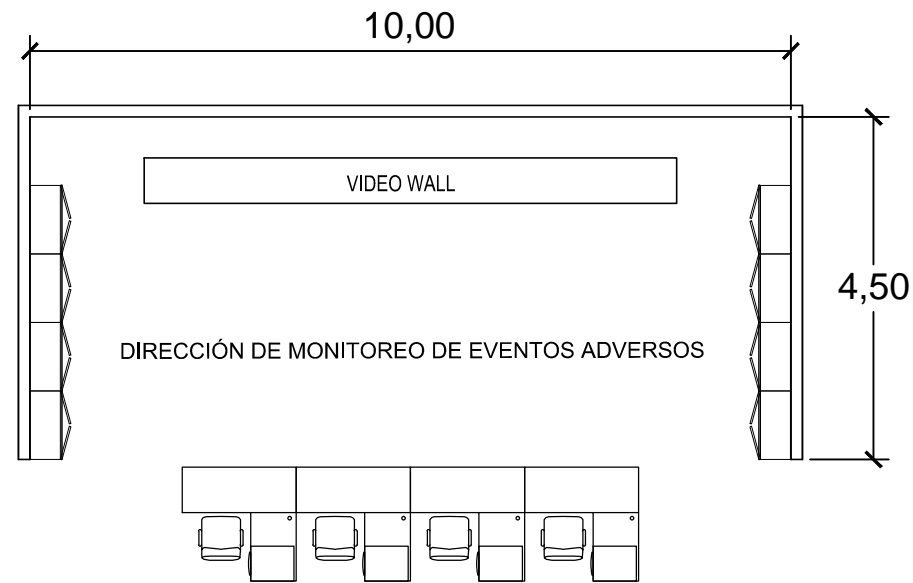 10,00
VIDEO WALL
4,50
DIRECCIÓN DE MONITOREO DE EVENTOS ADVERSOS